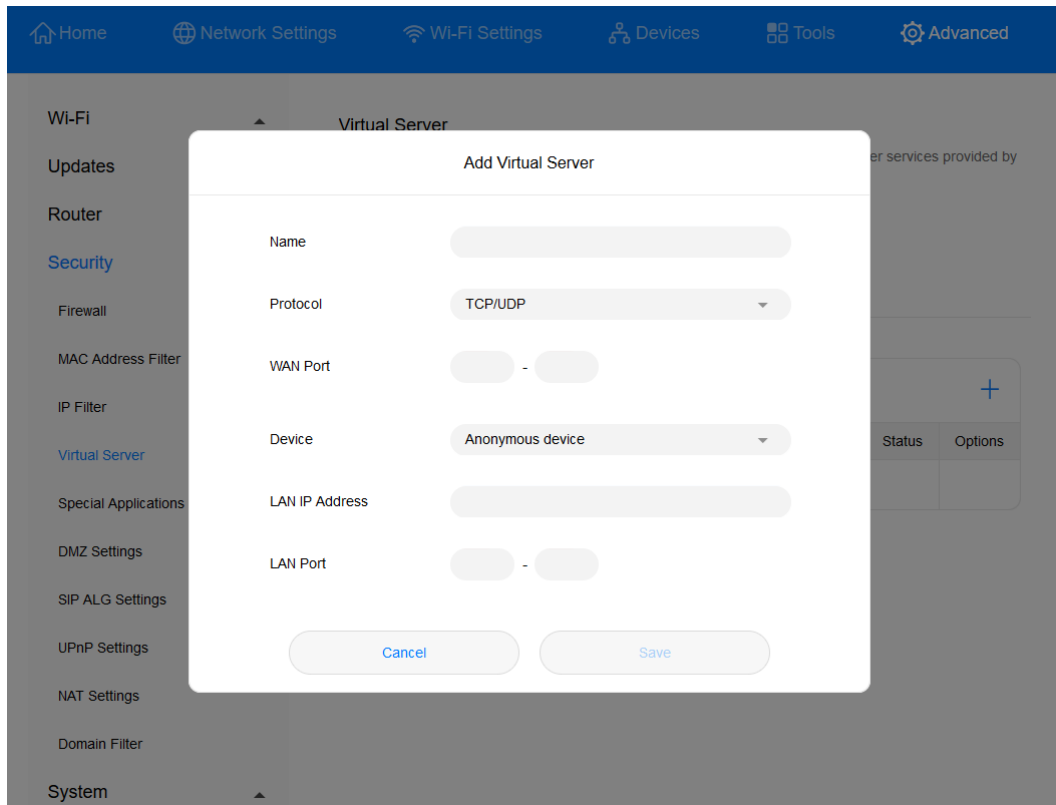 Home Network Settings Wi-Fi Settings Devices Tools Advanced
Wi-Fi
Updates
Router
Security
Firewall
MAC Address Filter
IP Filter
Virtual Server
Special Applications
DMZ Settings
SIP ALG Settings
UPnP Settings
NAT Settings
Domain Filter
System
Virtual Server
er services provided by
Status Options
Add Virtual Server
Name
Protocol TCP/UDP
WAN Port -
Device Anonymous device
LAN IP Address
LAN Port -
Cancel Save